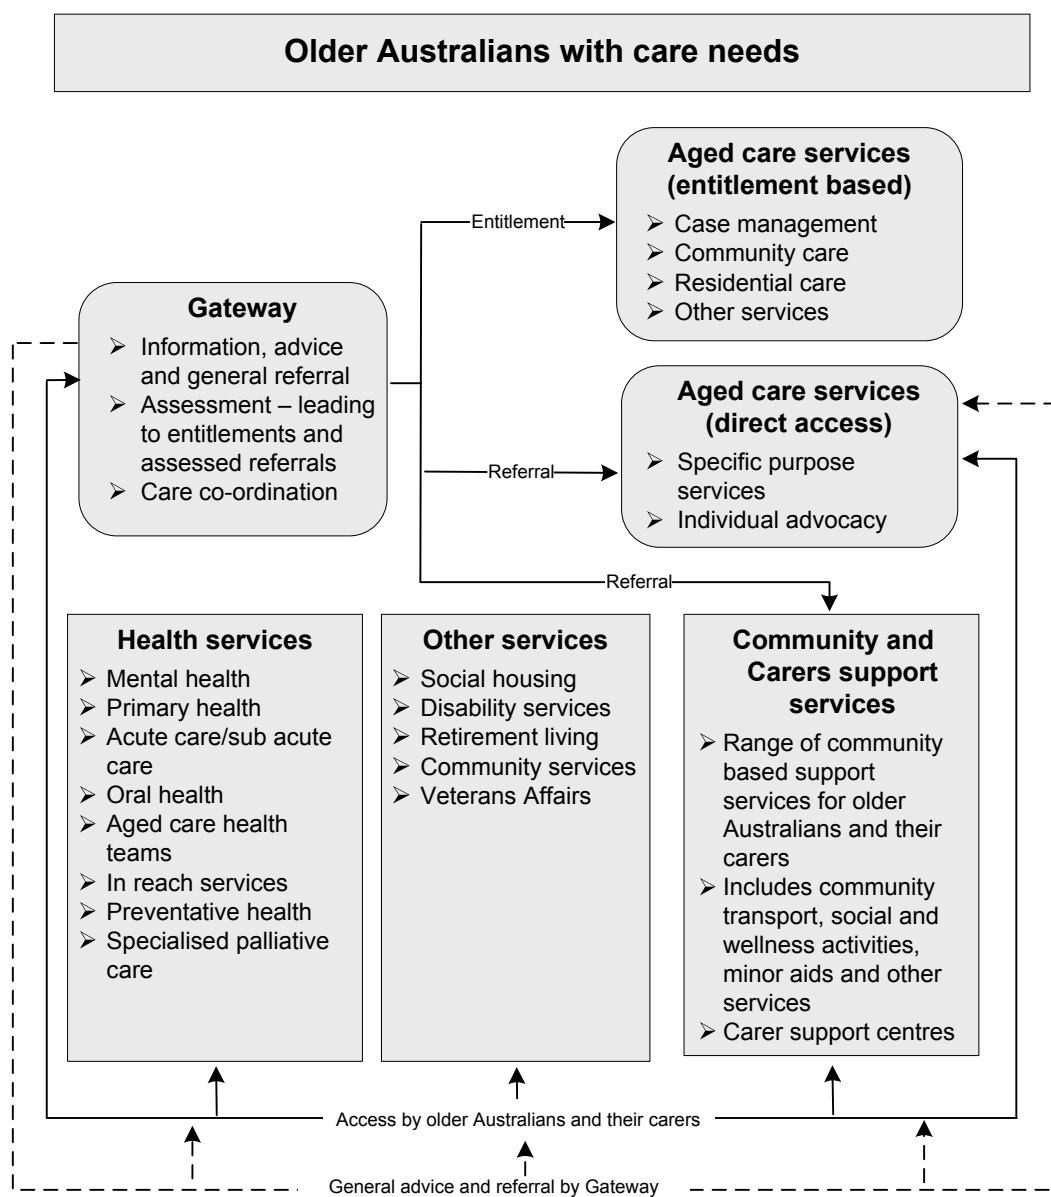 Older Australians with care needs
Aged care services
(entitlement based)
➢ Case management
➢ Community care
➢ Residential care
➢ Other services
Entitlement
Gateway
➢ Information, advice
and general referral
➢ Assessment – leading
to entitlements and
assessed referrals
➢ Care co-ordination
Aged care services
(direct access)
➢ Specific purpose
services
➢ Individual advocacy
Referral
Referral
Health services
➢ Mental health
➢ Primary health
➢ Acute care/sub acute
care
➢ Oral health
➢ Aged care health
teams
➢ In reach services
➢ Preventative health
➢ Specialised palliative
care
Other services
➢ Social housing
➢ Disability services
➢ Retirement living
➢ Community services
➢ Veterans Affairs
Community and
Carers support
services
➢ Range of community
based support
services for older
Australians and their
carers
➢ Includes community
transport, social and
wellness activities,
minor aids and other
services
➢ Carer support centres
Access by older Australians and their carers
General advice and referral by Gateway